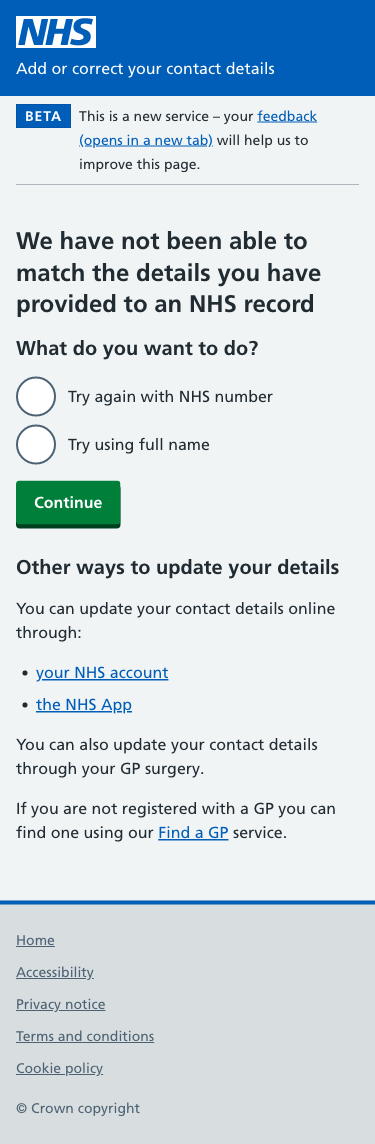 NHS
Add or correct your contact details
BETA
This is a new service – your feedback
(opens in a new tab) will help us to
improve this page.
We have not been able to
match the details you have
provided to an NHS record
What do you want to do?
Try again with NHS number
Try using full name
Continue
Other ways to update your details
You can update your contact details online
through:
• your NHS account
• the NHS App
You can also update your contact details
through your GP surgery.
If you are not registered with a GP you can
find one using our Find a GP service.
Home
Accessibility
Privacy notice
Terms and conditions
Cookie policy
© Crown copyright